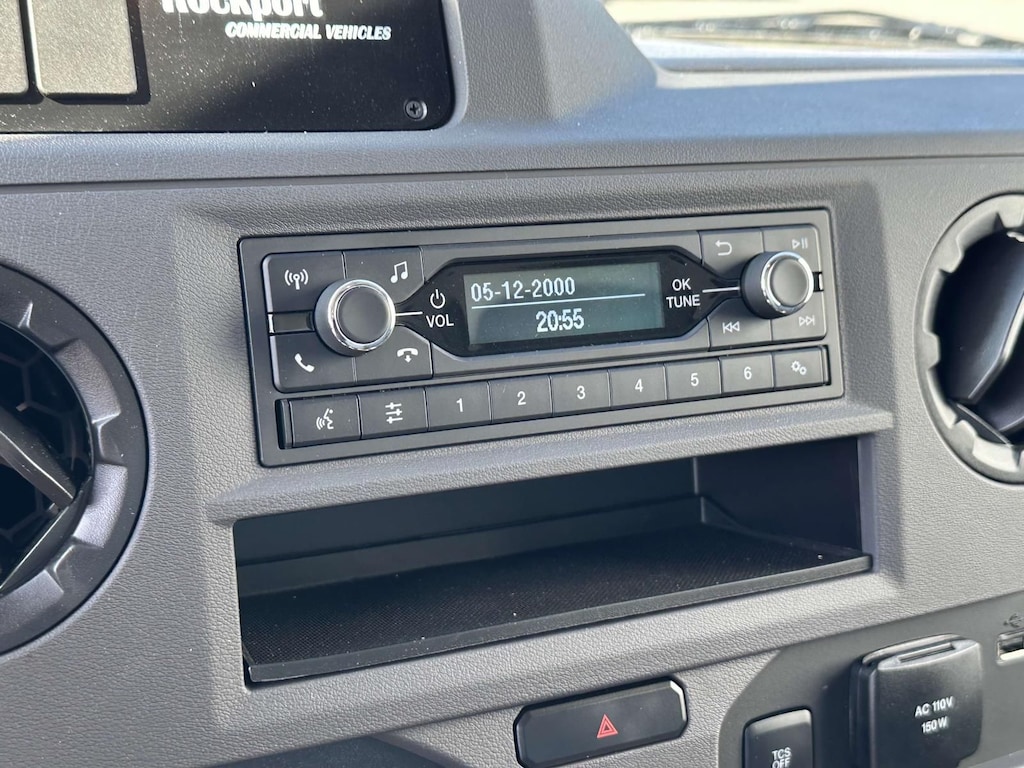 Rockport
COMMERCIAL VEHICLES
05-12-2000
20:55
VOL
OK
TUNE
1 2 3 4 5 6
AC 110V
150W
TCS
OFF